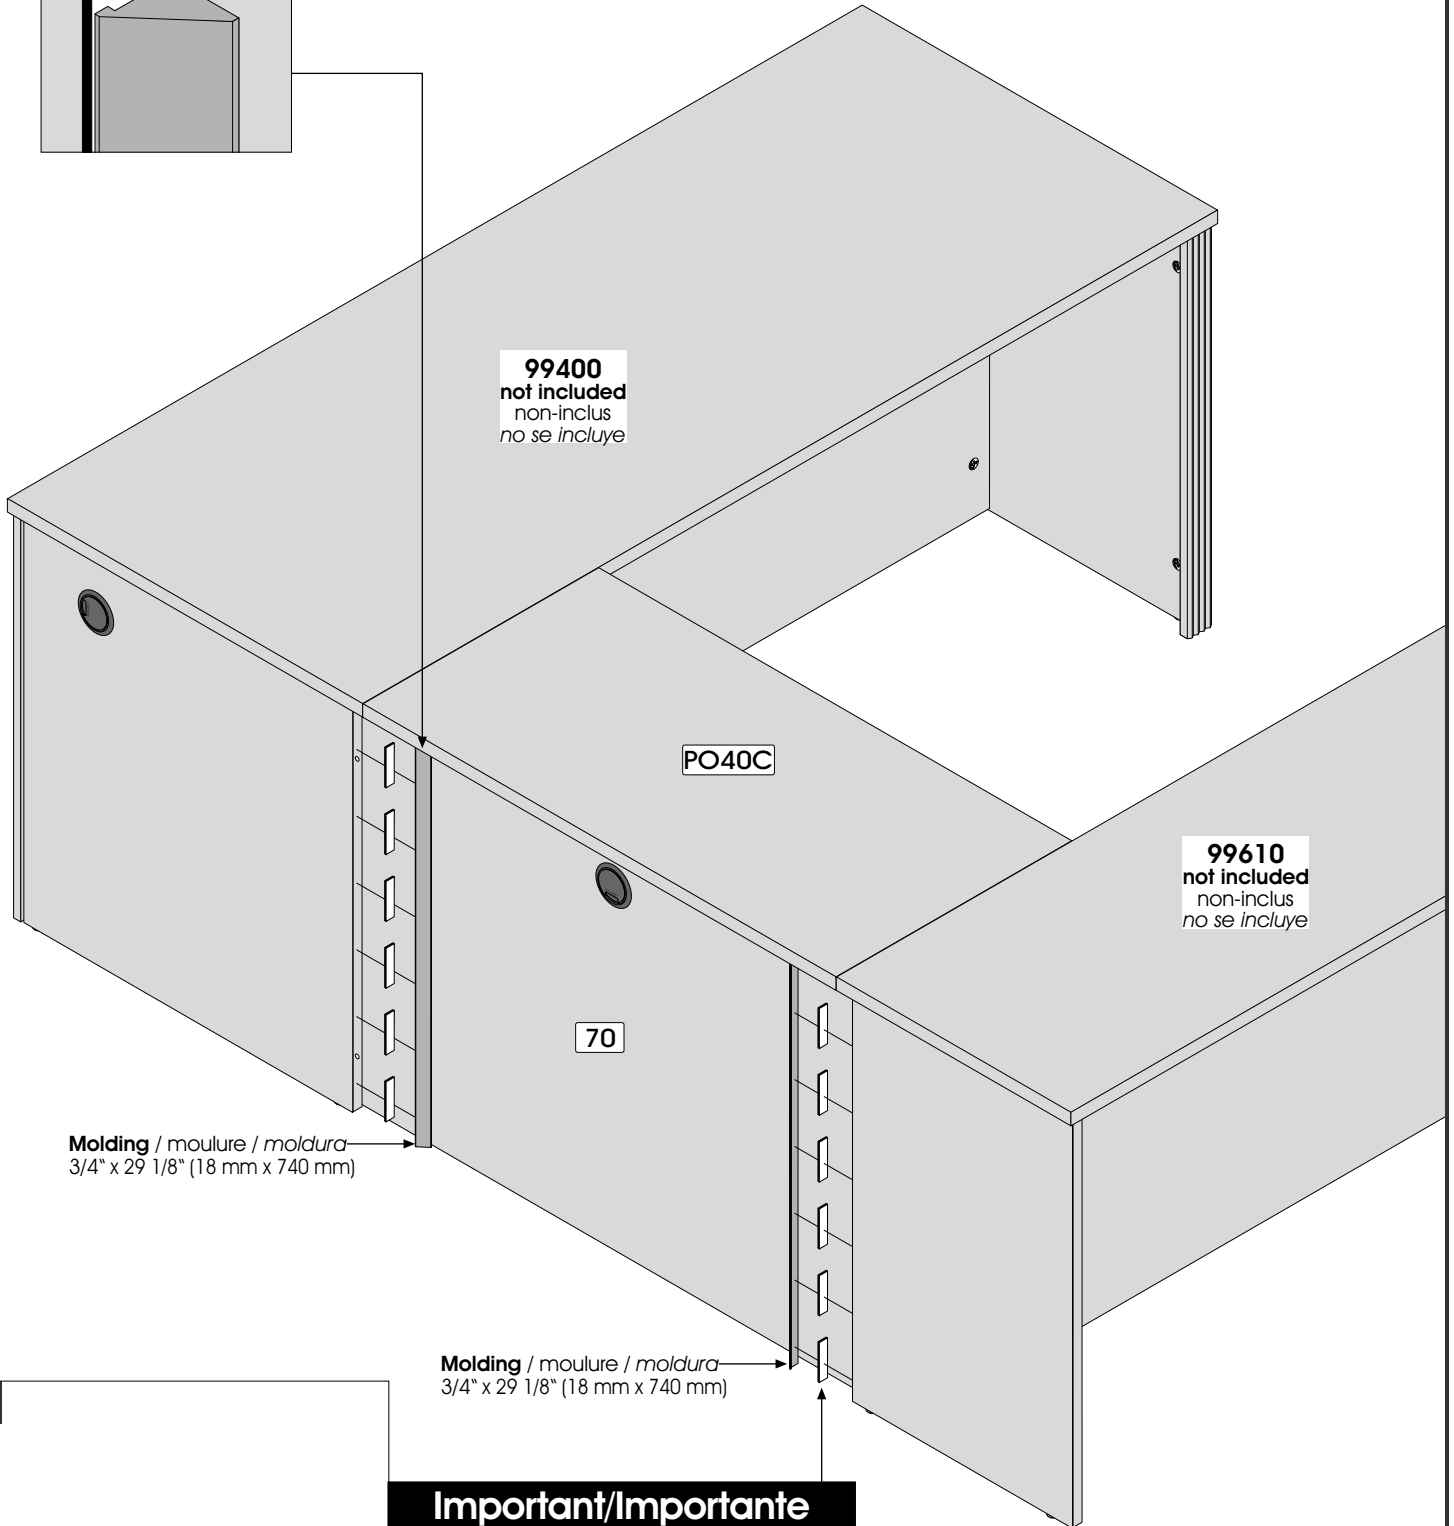 99400
not included
non-inclus
no se incluye
PO40C
99610
not included
non-inclus
no se incluye
70
Molding / moulure / moldura
3/4“ x 29 1/8“ (18 mm x 740 mm)
Molding / moulure / moldura
3/4“ x 29 1/8“ (18 mm x 740 mm)
Important/Importante